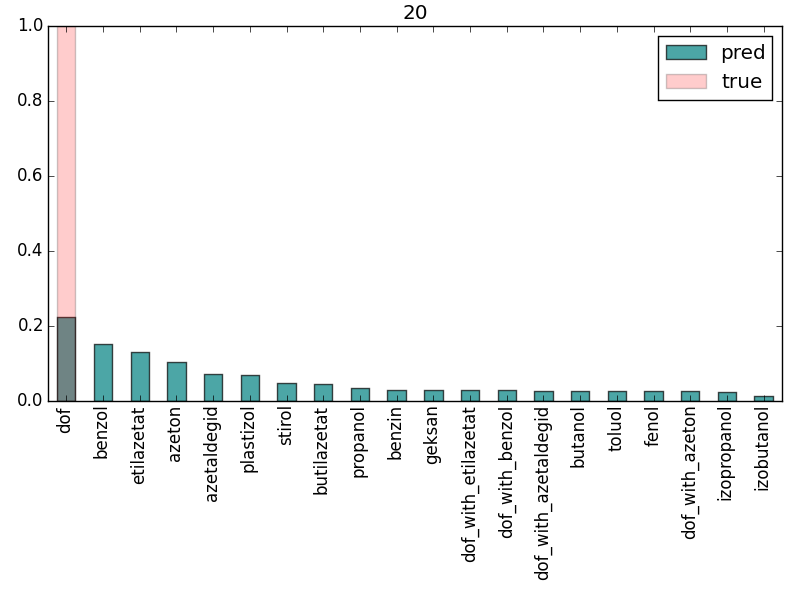 20
1.0
0.8
0.6
0.4
0.2
0.0
pred
true
dof
benzol
etilazetat
azeton
azetaldegid
plastizol
stirol
butilazetat
propanol
benzin
geksan
dof_with_etilazetat
dof_with_benzol
dof_with_azetaldegid
butanol
toluol
fenol
dof_with_azeton
izopropanol
izobutanol